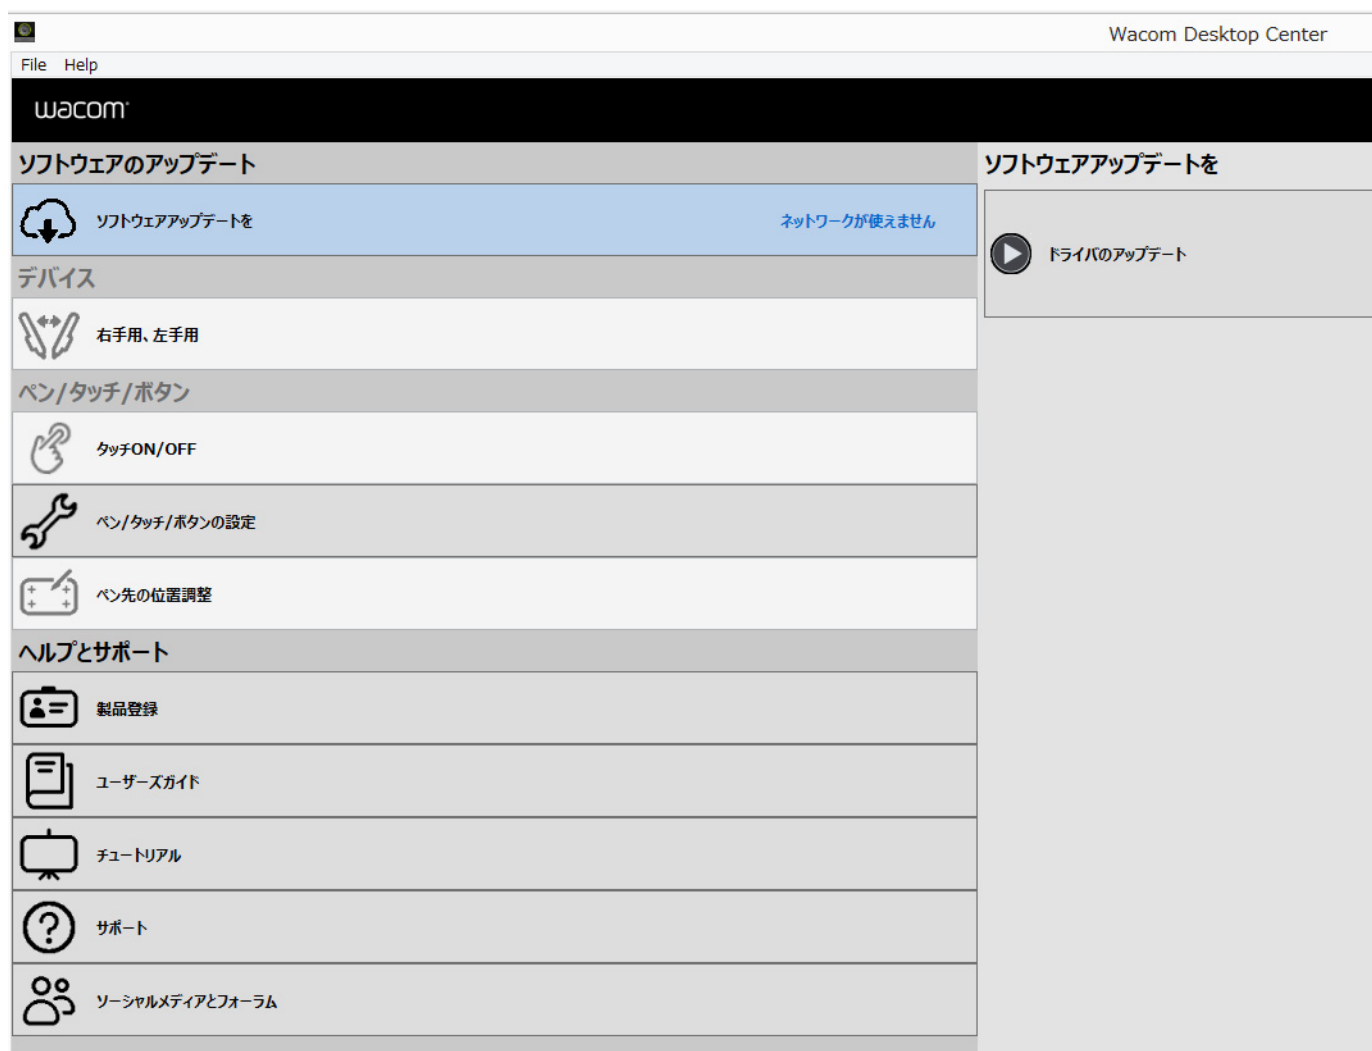 Wacom Desktop Center
File Help
wacom
ソフトウェアのアップデート
ソフトウェアアップデートを ネットワークが使えません
デバイス
右手用、左手用
ペン/タッチ/ボタン
タッチON/OFF
ペン/タッチ/ボタンの設定
ペン先の位置調整
ヘルプとサポート
製品登録
ユーザーズガイド
チュートリアル
サポート
ソーシャルメディアとフォーラム
ソフトウェアアップデートを
ドライバのアップデート